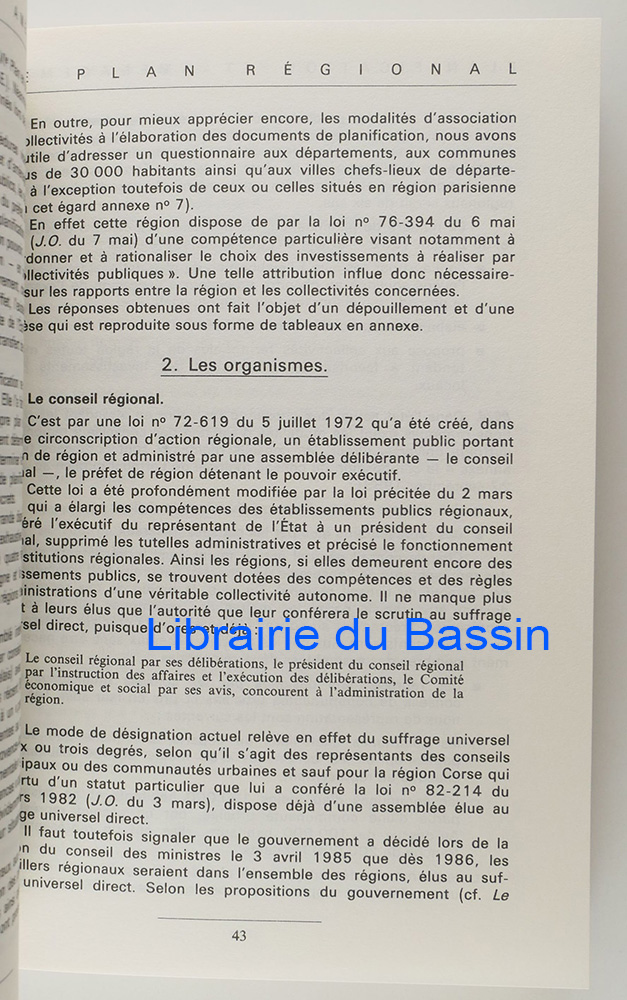 PLAN RÉGIONAL
En outre, pour mieux apprécier encore, les modalités d'association
ollectivités à l'élaboration des documents de planification, nous avons
utile d'adresser un questionnaire aux départements, aux communes
us de 30 000 habitants ainsi qu'aux villes chefs-lieux de départe-
à l'exception toutefois de ceux ou celles situés en région parisienne
cet égard annexe nº 7).
En effet cette région dispose de par la loi nº 76-394 du 6 mai
(J.O. du 7 mai) d'une compétence particulière visant notamment à
donner et à rationaliser le choix des investissements à réaliser par
ollectivités publiques ». Une telle attribution influe donc nécessaire-
sur les rapports entre la région et les collectivités concernées.
Les réponses obtenues ont fait l'objet d'un dépouillement et d'une
èse qui est reproduite sous forme de tableaux en annexe.
2. Les organismes.
Le conseil régional.
C'est par une loi nº 72-619 du 5 juillet 1972 qu'a été créé, dans
e circonscription d'action régionale, un établissement public portant
n de région et administré par une assemblée délibérante — le conseil
al —, le préfet de région détenant le pouvoir exécutif.
Cette loi a été profondément modifiée par la loi précitée du 2 mars
qui a élargi les compétences des établissements publics régionaux,
éré l'exécutif du représentant de l'État à un président du conseil
al, supprimé les tutelles administratives et précisé le fonctionnement
stitutions régionales. Ainsi les régions, si elles demeurent encore des
ssements publics, se trouvent dotées des compétences et des règles
inistrations d'une véritable collectivité autonome. Il ne manque plus
t à leurs élus que l'autorité que leur conférera le scrutin au suffrage
sel direct, puisque d'ores et déjà :
Librairie du Bassin
Le conseil régional par ses délibérations, le président du conseil régional
par l'instruction des affaires et l'exécution des délibérations, le Comité
économique et social par ses avis, concourent à l'administration de la
région.
Le mode de désignation actuel relève en effet du suffrage universel
x ou trois degrés, selon qu'il s'agit des représentants des conseils
ipaux ou des communautés urbaines et sauf pour la région Corse qui
rtu d'un statut particulier que lui a conféré la loi nº 82-214 du
rs 1982 (J.O. du 3 mars), dispose déjà d'une assemblée élue au
ge universel direct.
Il faut toutefois signaler que le gouvernement a décidé lors de la
on du conseil des ministres le 3 avril 1985 que dès 1986, les
illers régionaux seraient dans l'ensemble des régions, élus au suf-
universel direct. Selon les propositions du gouvernement (cf. Le
43